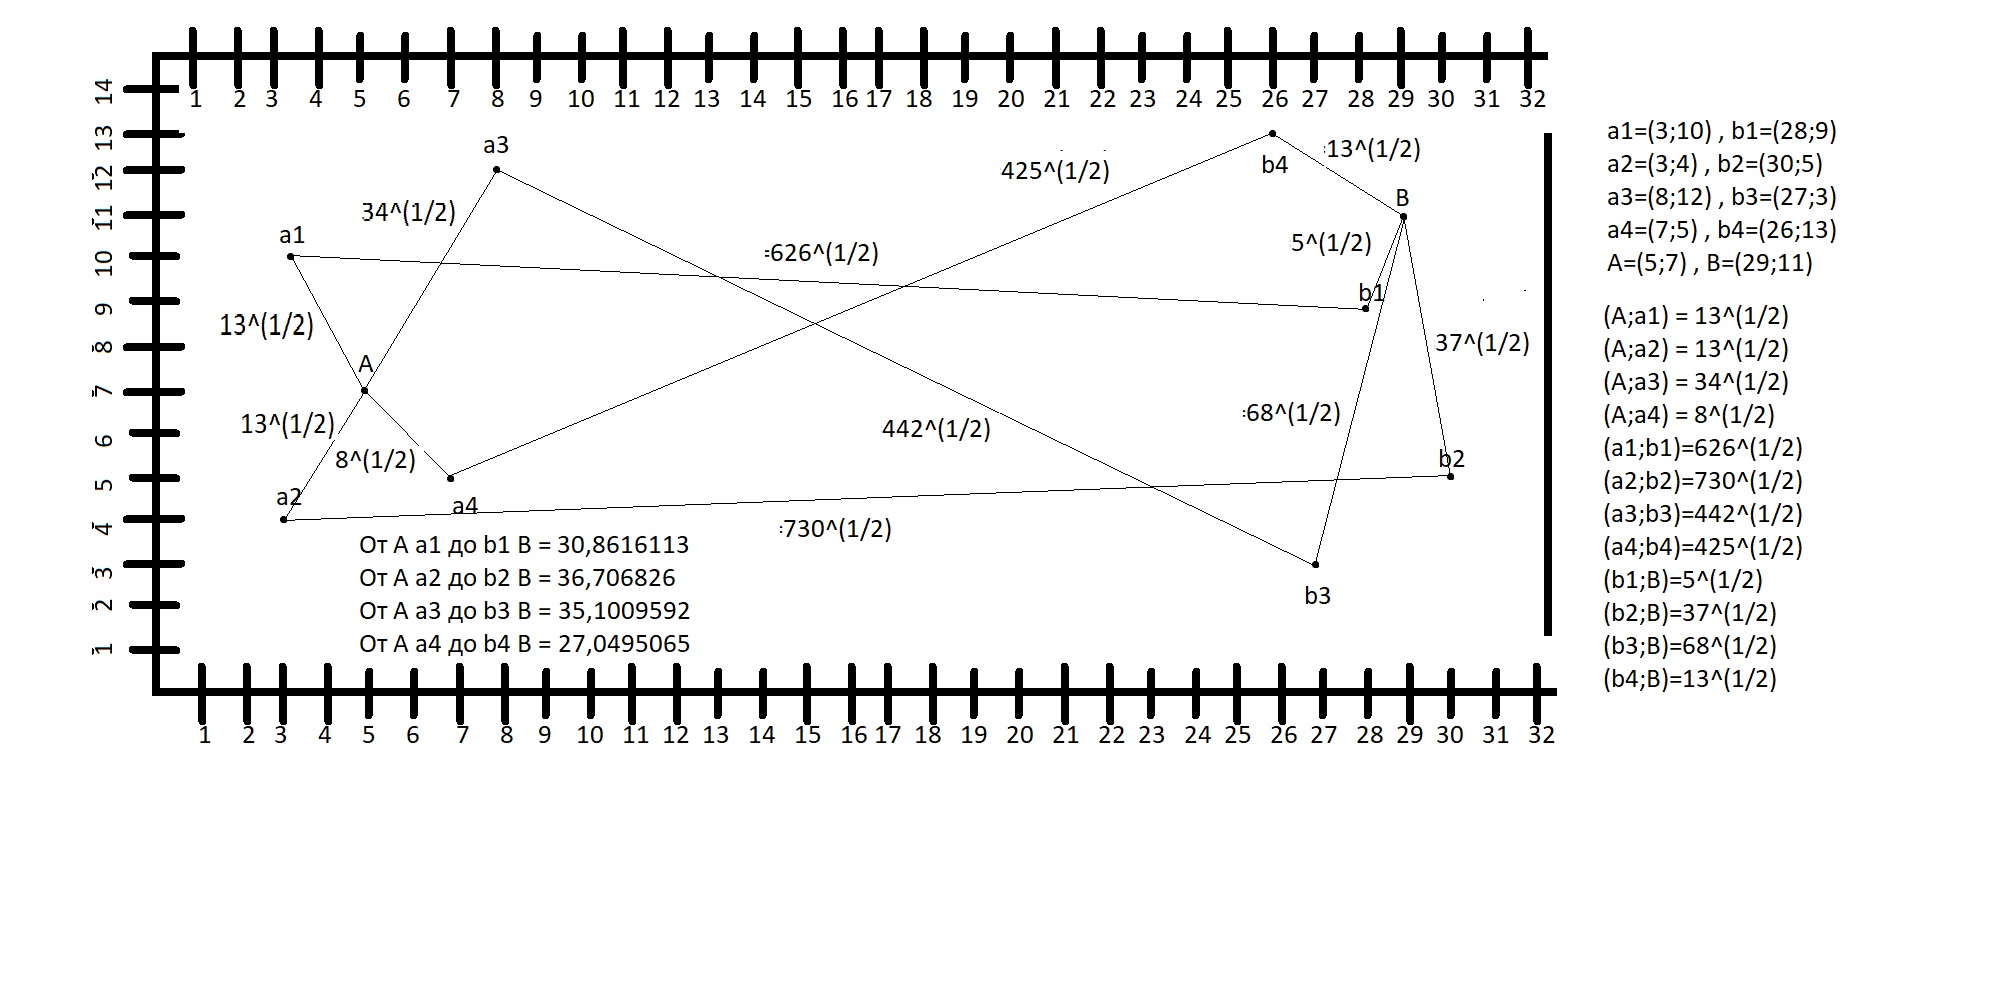 1 2 3 4 5 6 7 8 9 10 11 12 13 14 15 16 17 18 19 20 21 22 23 24 25 26 27 28 29 30 31 32
14
13
12
11
10
9
8
7
6
5
4
3
2
1
a3
b4
13^(1/2)
425^(1/2)
B
34^(1/2)
a1
=626^(1/2)
5^(1/2)
b1
13^(1/2)
37^(1/2)
A
13^(1/2)
442^(1/2)
:68^(1/2)
8^(1/2)
b2
a2
a4
:730^(1/2)
b3
От A a1 до b1 B = 30,8616113
От A a2 до b2 B = 36,706826
От A a3 до b3 B = 35,1009592
От A a4 до b4 B = 27,0495065
1 2 3 4 5 6 7 8 9 10 11 12 13 14 15 16 17 18 19 20 21 22 23 24 25 26 27 28 29 30 31 32
a1=(3;10) , b1=(28;9)
a2=(3;4) , b2=(30;5)
a3=(8;12) , b3=(27;3)
a4=(7;5) , b4=(26;13)
A=(5;7) , B=(29;11)
(A;a1) = 13^(1/2)
(A;a2) = 13^(1/2)
(A;a3) = 34^(1/2)
(A;a4) = 8^(1/2)
(a1;b1)=626^(1/2)
(a2;b2)=730^(1/2)
(a3;b3)=442^(1/2)
(a4;b4)=425^(1/2)
(b1;B)=5^(1/2)
(b2;B)=37^(1/2)
(b3;B)=68^(1/2)
(b4;B)=13^(1/2)